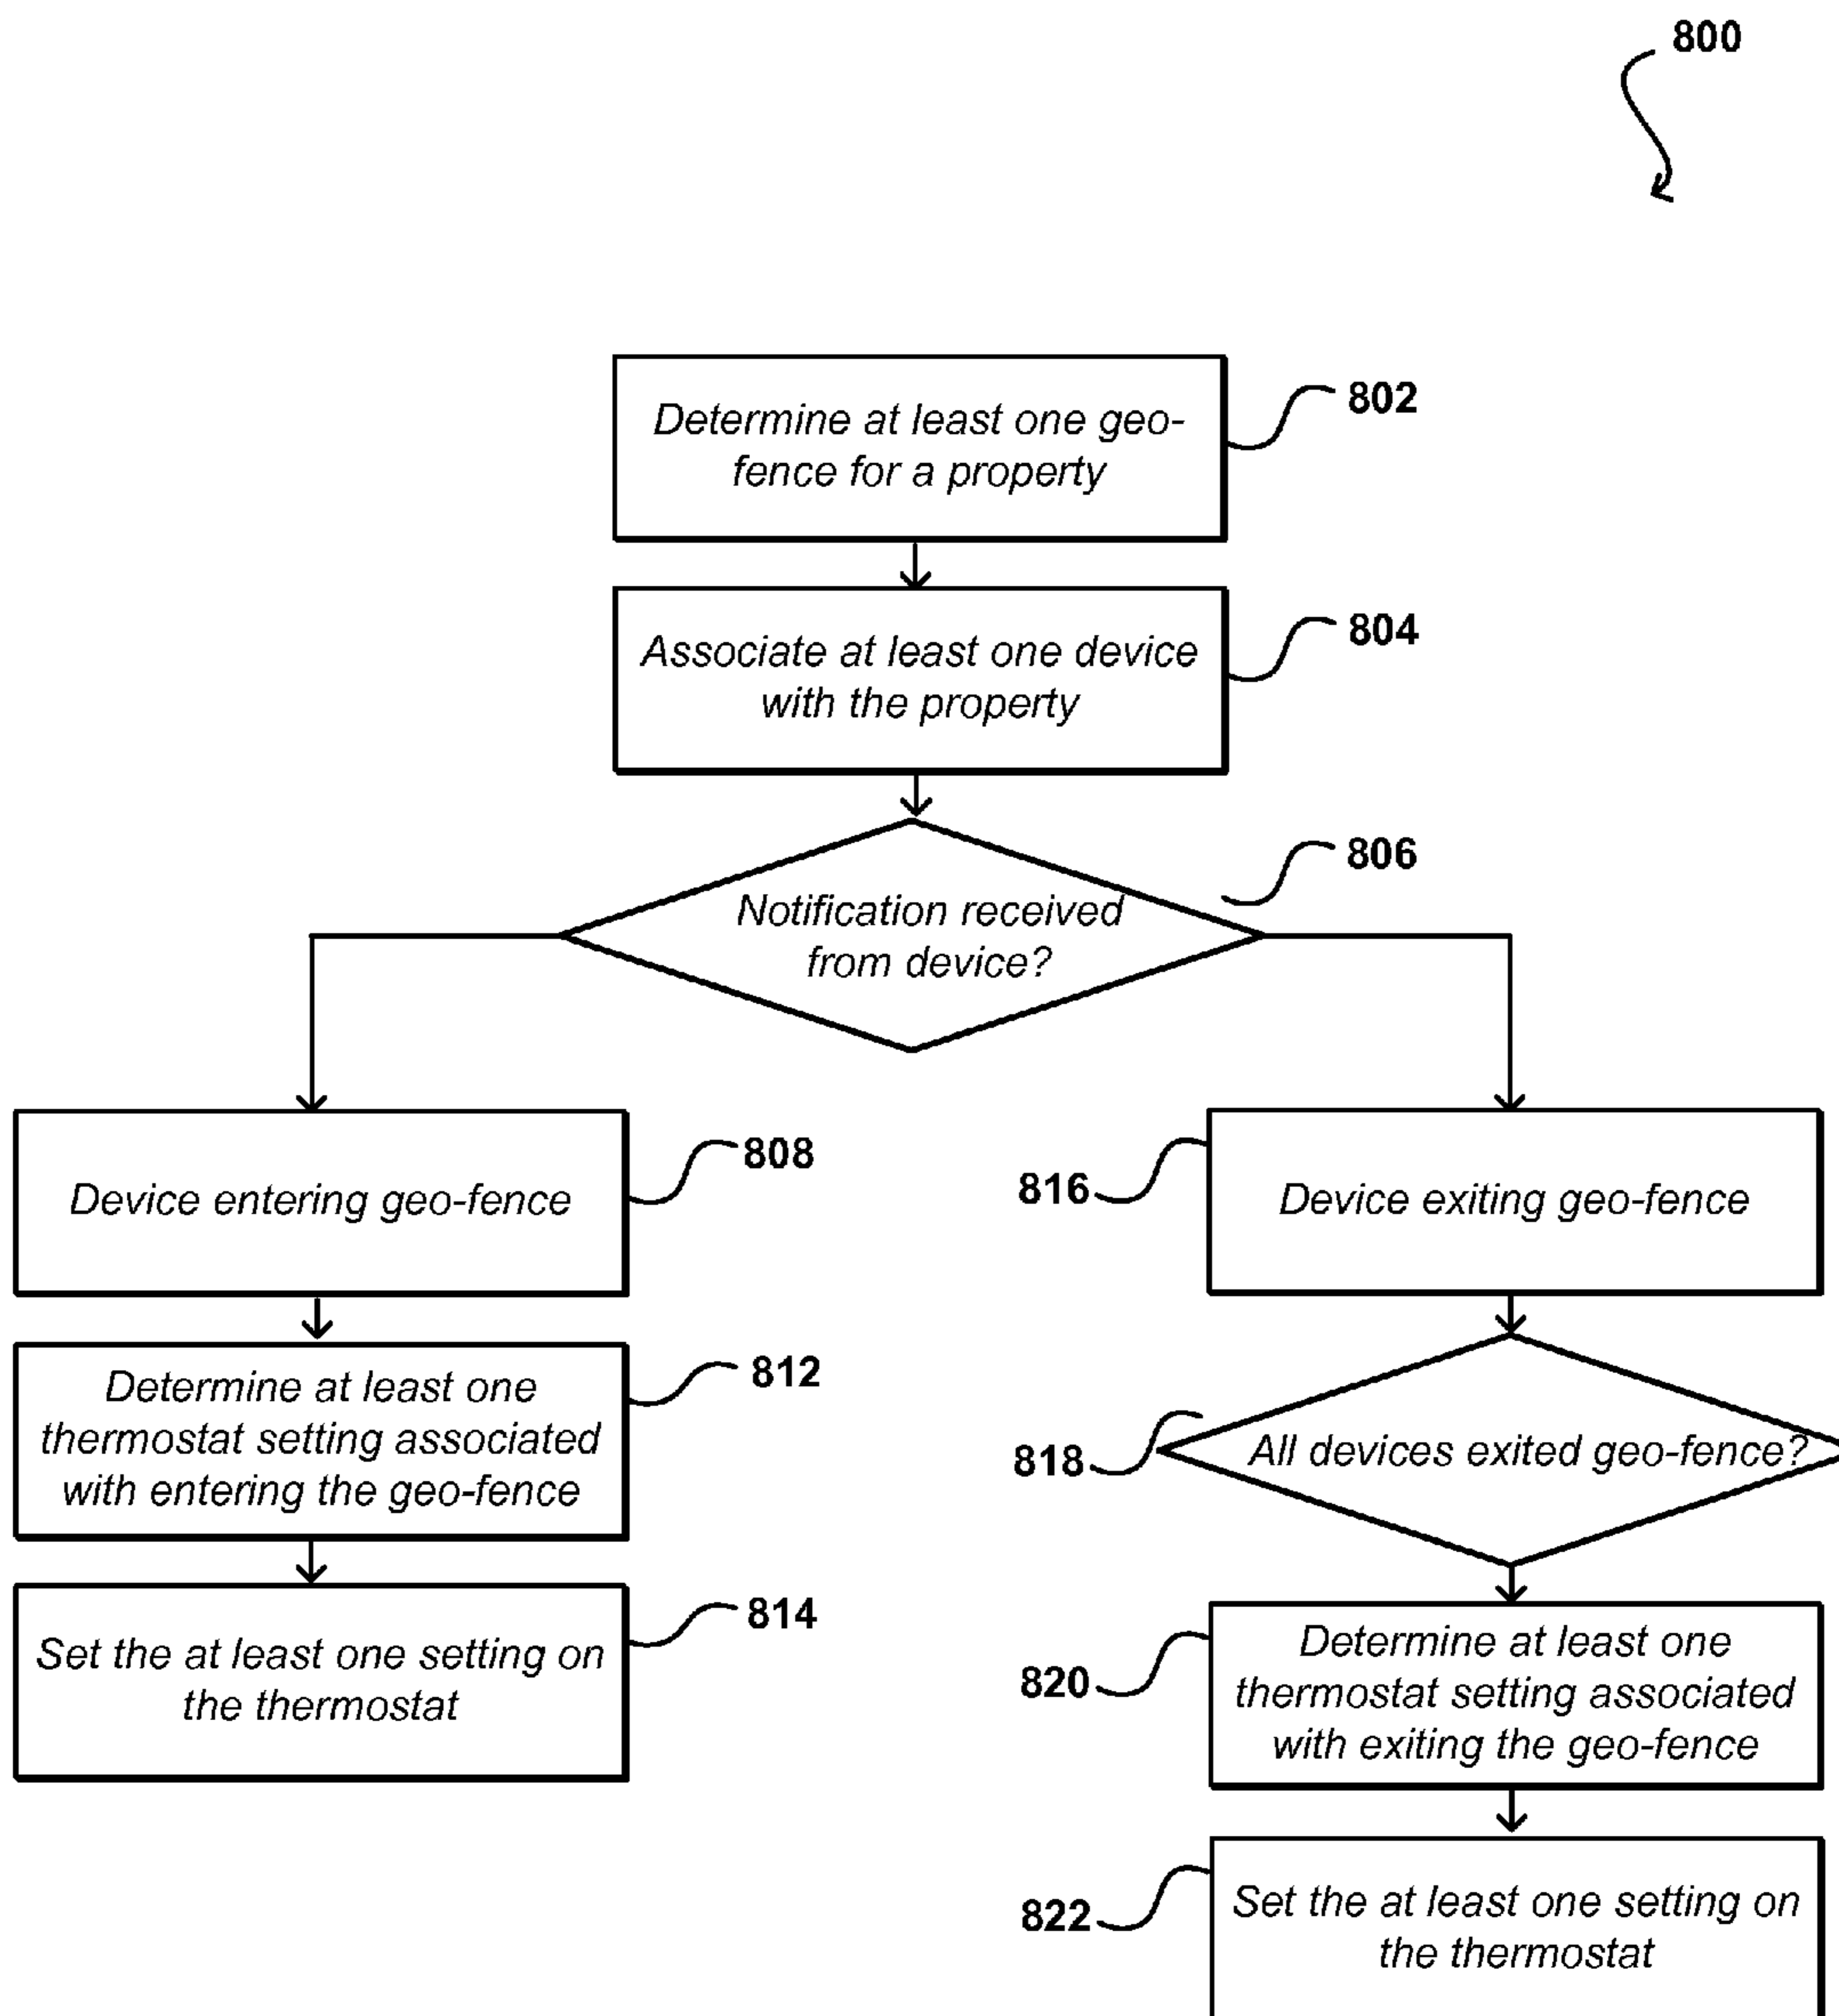 800
Determine at least one geo-
fence for a property
802
Associate at least one device
with the property
804
Notification received
from device?
806
Device entering geo-fence
808
Determine at least one
thermostat setting associated
with entering the geo-fence
812
Set the at least one setting on
the thermostat
814
816
Device exiting geo-fence
818
All devices exited geo-fence?
820
Determine at least one
thermostat setting associated
with exiting the geo-fence
822
Set the at least one setting on
the thermostat